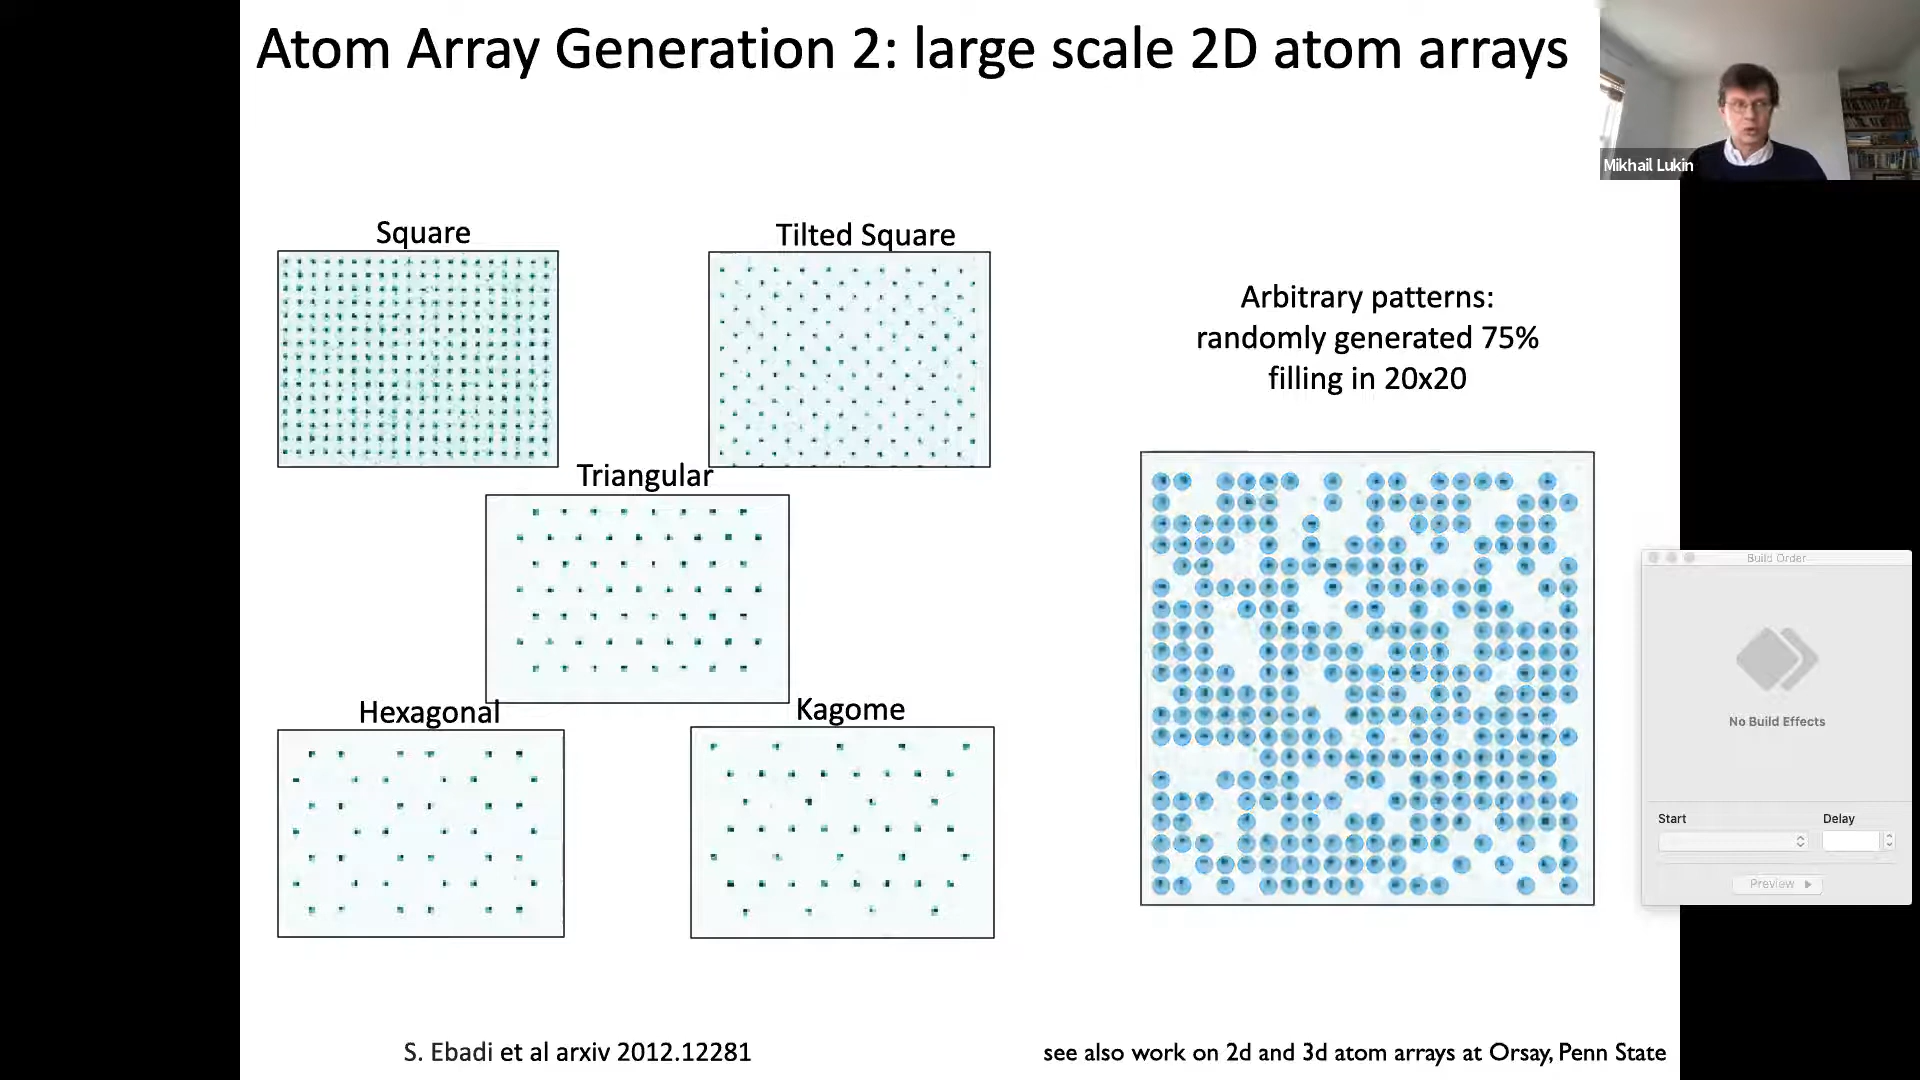 Atom Array Generation 2: large scale 2D atom arrays
Mikhail Lukin
Square
Tilted Square
Arbitrary patterns:
randomly generated 75%
filling in 20x20
Triangular
Hexagonal
Kagome
Build Order
No Build Effects
Start
Delay
Preview
S. Ebadi et al arxiv 2012.12281
see also work on 2d and 3d atom arrays at Orsay, Penn State